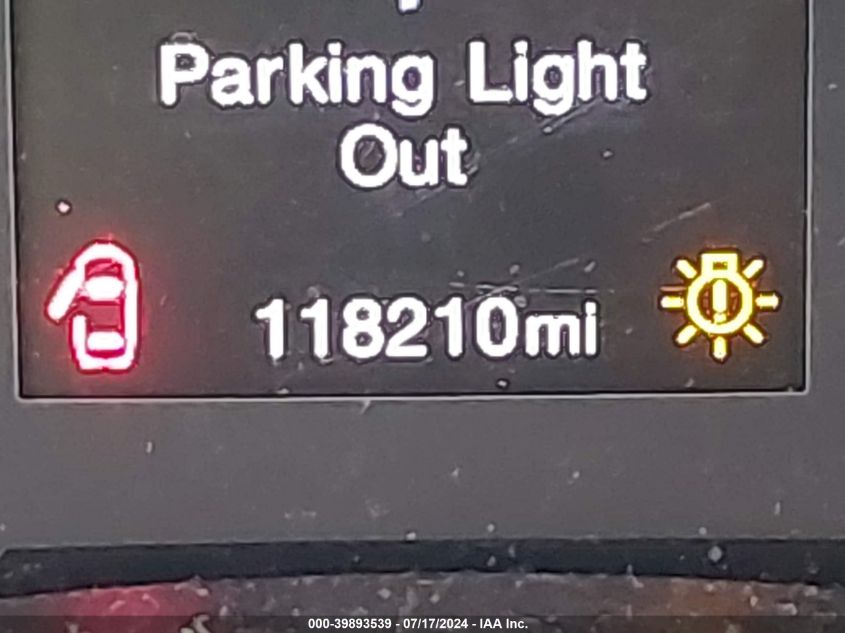 Parking Light
Out
118210mi
000-39893539 - 07/17/2024 - IAA Inc.